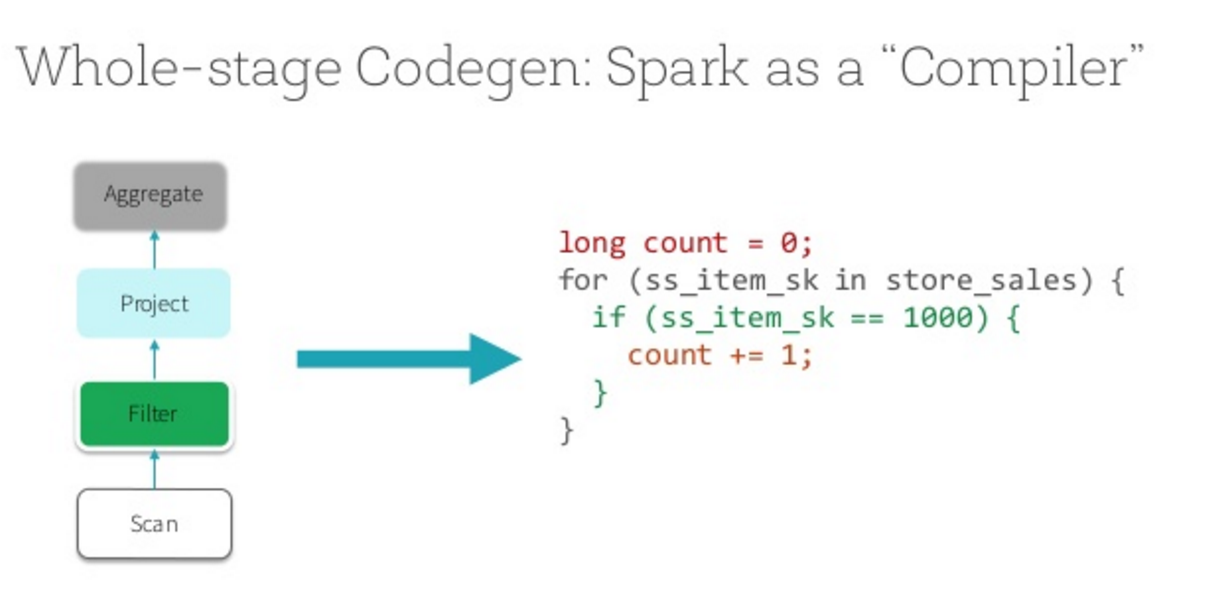 Whole-stage Codegen: Spark as a “Compiler”
Aggregate
Project
Filter
Scan
long count = 0;
for (ss_item_sk in store_sales) {
if (ss_item_sk == 1000) {
count += 1;
}
}